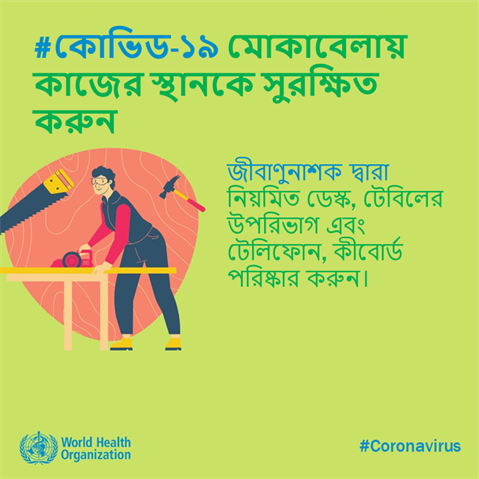 #কোভিড-১৯ মোকাবেলায়
কাজের স্থানকে সুরক্ষিত
করুন
জীবাণুনাশক দ্বারা
নিয়মিত ডেস্ক, টেবিলের
উপরিভাগ এবং
টেলিফোন, কীবোর্ড
পরিষ্কার করুন।
World Health
Organization
#Coronavirus